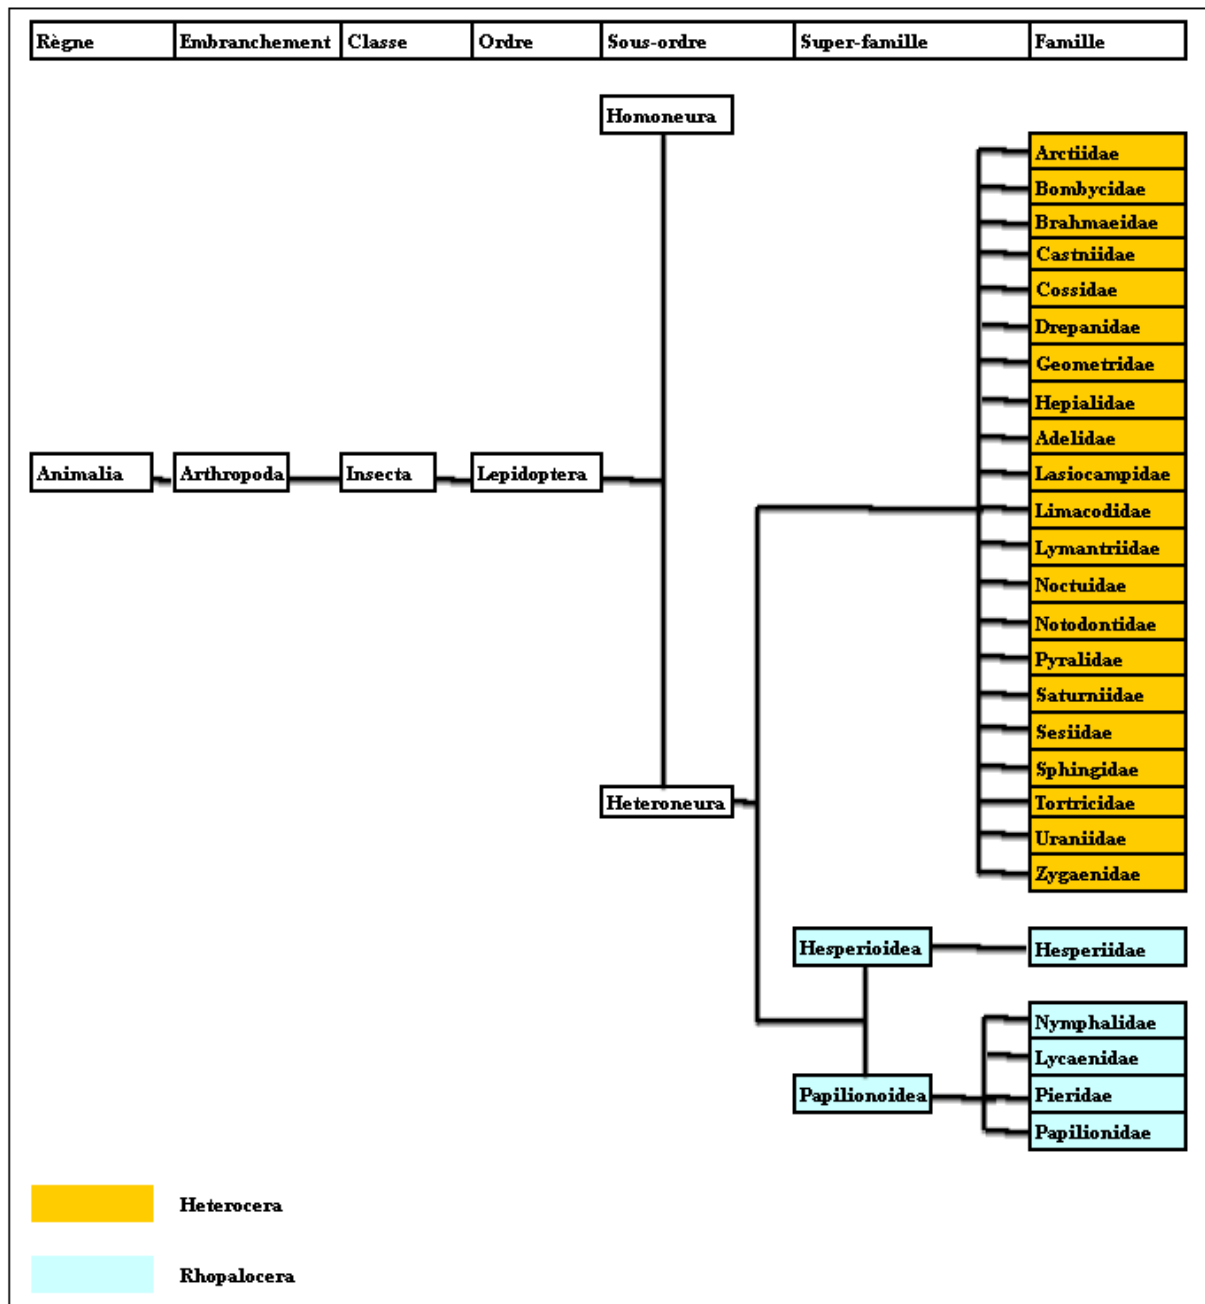 Règne Embranchement Classe Ordre Sous-ordre Super-famille Famille
Homoneura
Arctiidae
Bombycidae
Brahmaeidae
Castniidae
Cossidae
Drepanidae
Geometridae
Hepialidae
Adelidae
Animalia Arthropoda Insecta Lepidoptera Lasiocampidae
Limacodidae
Lymantriidae
Noctuidae
Notodontidae
Pyralidae
Saturniidae
Sesiidae
Sphingidae
Heteroneura Tortricidae
Uraniidae
Zygaenidae
Hesperioidea Hesperiidae
Nymphalidae
Lycaenidae
Papilionoidea Pieridae
Papilionidae
Heterocera
Rhopalocera